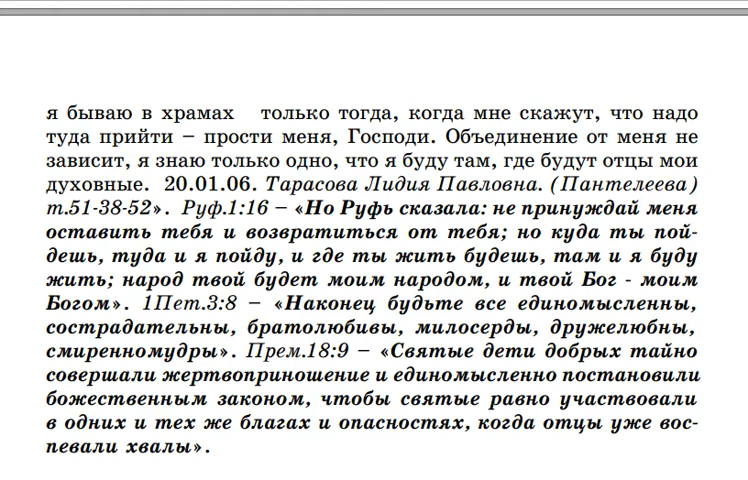 я бываю в храмах только тогда, когда мне скажут, что надо
туда прийти – прости меня, Господи. Объединение от меня не
зависит, я знаю только одно, что я буду там, где будут отцы мои
духовные. 20.01.06. Тарасова Лидия Павловна. (Пантелеева)
т.51-38-52». Руф.1:16 – «Но Руфь сказала: не принуждай меня
оставить тебя и возвратиться от тебя; но куда ты пой-
дешь, туда и я пойду, и где ты жить будешь, там и я буду
жить; народ твой будет моим народом, и твой Бог - моим
Богом». 1Пет.3:8 – «Наконец будьте все единомысленны,
сострадательны, братолюбивы, милосерды, дружелюбны,
смиренномудры». Прем.18:9 – «Святые дети добрых тайно
совершали жертвоприношение и единомысленно постановили
божественным законом, чтобы святые равно участвовали
в одних и тех же благах и опасностях, когда отцы уже вос-
певали хвалы».